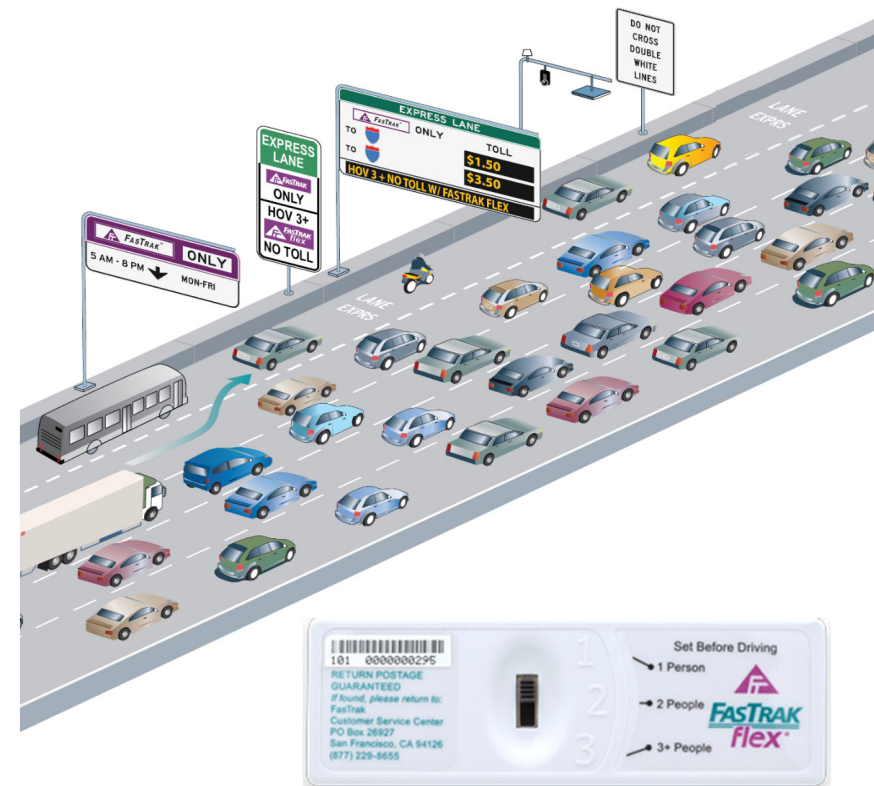 DO NOT
CROSS
DOUBLE
WHITE
LINES
EXPRESS LANE
FASTRAK ONLY
TOLL
TO
$1.50
TO
$3.50
HOV 3 + NO TOLL W/ FASTRAK FLEX
EXPRESS
LANE
FASTRAK
ONLY
HOV 3+
FASTRAK
flex
NO TOLL
FASTRAK™ ONLY
5 AM - 8 PM MON-FRI
LANE
EXPRS
LANE
EXPRS
101 0000000295
RETURN POSTAGE
GUARANTEED
If found, please return to:
FasTrak
Customer Service Center
PO Box 26927
San Francisco, CA 94126
(877) 229-8655
1
2
3
Set Before Driving
1 Person
2 People
3+ People
FASTRAK
flex®